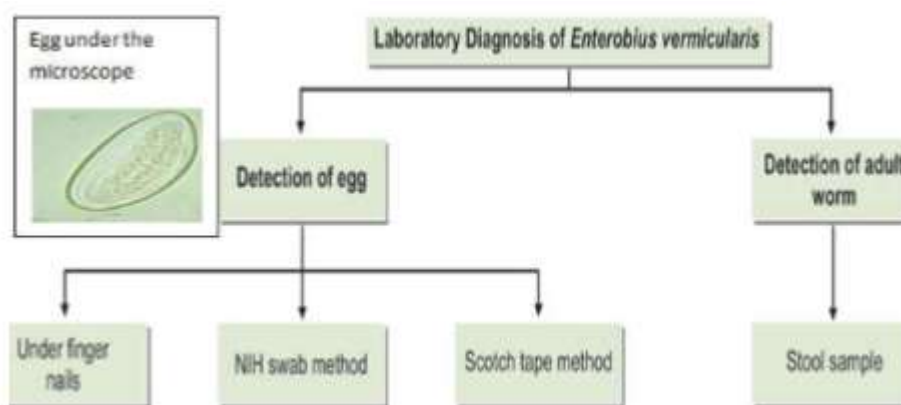 Egg under the
microscope
Laboratory Diagnosis of Enterobius vermicularis
Detection of egg
Detection of adult
worm
Under finger
nails
NIH swab method
Scotch tape method
Stool sample